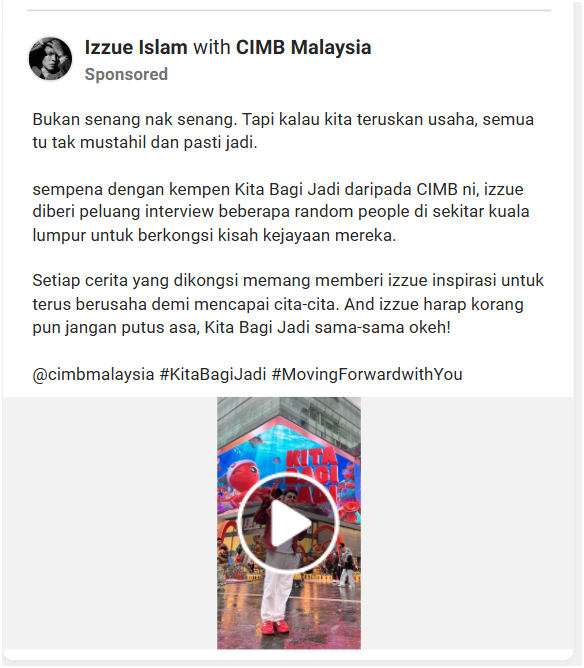 Izzue Islam with CIMB Malaysia
Sponsored
Bukan senang nak senang. Tapi kalau kita teruskan usaha, semua
tu tak mustahil dan pasti jadi.
sempena dengan kempen Kita Bagi Jadi daripada CIMB ni, izzue
diberi peluang interview beberapa random people di sekitar kuala
lumpur untuk berkongsi kisah kejayaan mereka.
Setiap cerita yang dikongsi memang memberi izzue inspirasi untuk
terus berusaha demi mencapai cita-cita. And izzue harap korang
pun jangan putus asa, Kita Bagi Jadi sama-sama okeh!
@cimbmalaysia #KitaBagiJadi #MovingForwardwithYou
KITA
BAGI